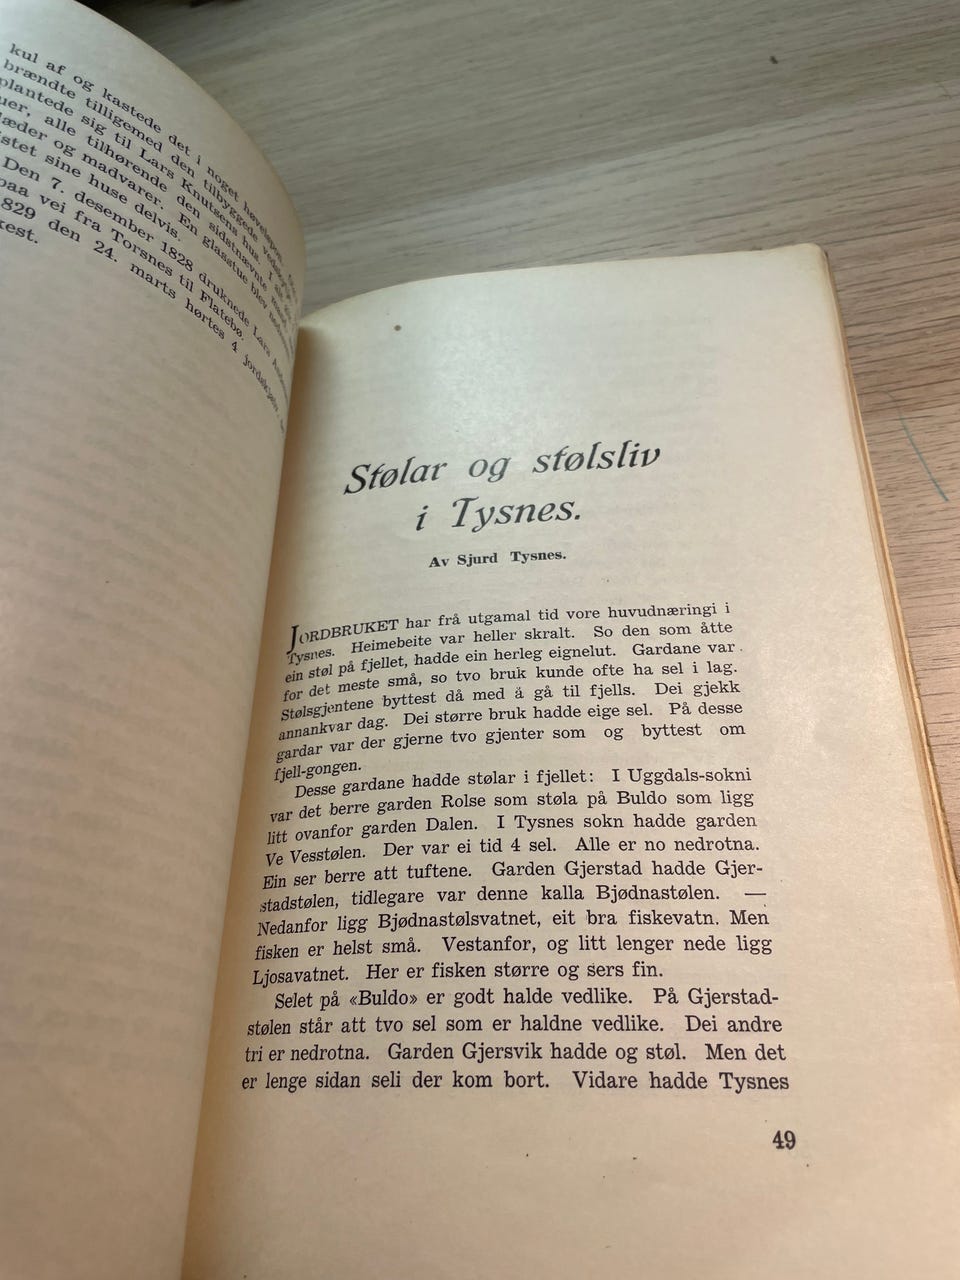 kul af og kastede det i noget høvelspon.
brændte tilligemed den tilbyggede
plantede sig til Lars Knutsens hus. I alt
uer, alle tilhørende den sidstnævnte mand
læder og madvarer. En glasstue blev
istet sine huse delvis.
Den 7. desember 1828 druknede Lars
paa vei fra Torsnes til Flatebø.
829 den 24. marts hørtes 4 jordskjælv.
rest.
Stølar og stølsliv
i Tysnes.
Av Sjurd Tysnes.
JORDBRUKET har frå utgamal tid vore huvudnæringi i
Tysnes. Heimebeite var heller skralt. So den som åtte
ein støl på fjellet, hadde ein herleg eignelut. Gardane var
for det meste små, so tvo bruk kunde ofte ha sel i lag.
Stølsgjentene byttest då med å gå til fjells. Dei gjekk
annankvar dag. Dei større bruk hadde eige sel. På desse
gardar var der gjerne tvo gjenter som og byttest om
fjell-gongen.
Desse gardane hadde stølar i fjellet: I Uggdals-sokni
var det berre garden Rolse som støla på Buldo som ligg
litt ovanfor garden Dalen. I Tysnes sokn hadde garden
Ve Vesstølen. Der var ei tid 4 sel. Alle er no nedrotna.
Ein ser berre att tuftene. Garden Gjerstad hadde Gjer-
stadstølen, tidlegare var denne kalla Bjødnastølen. —
Nedanfor ligg Bjødnastølsvatnet, eit bra fiskevatn. Men
fisken er helst små. Vestanfor, og litt lenger nede ligg
Ljosavatnet. Her er fisken større og sers fin.
Selet på «Buldo» er godt halde vedlike. På Gjerstad-
stølen står att tvo sel som er haldne vedlike. Dei andre
tri er nedrotna. Garden Gjersvik hadde og støl. Men det
er lenge sidan seli der kom bort. Vidare hadde Tysnes
49